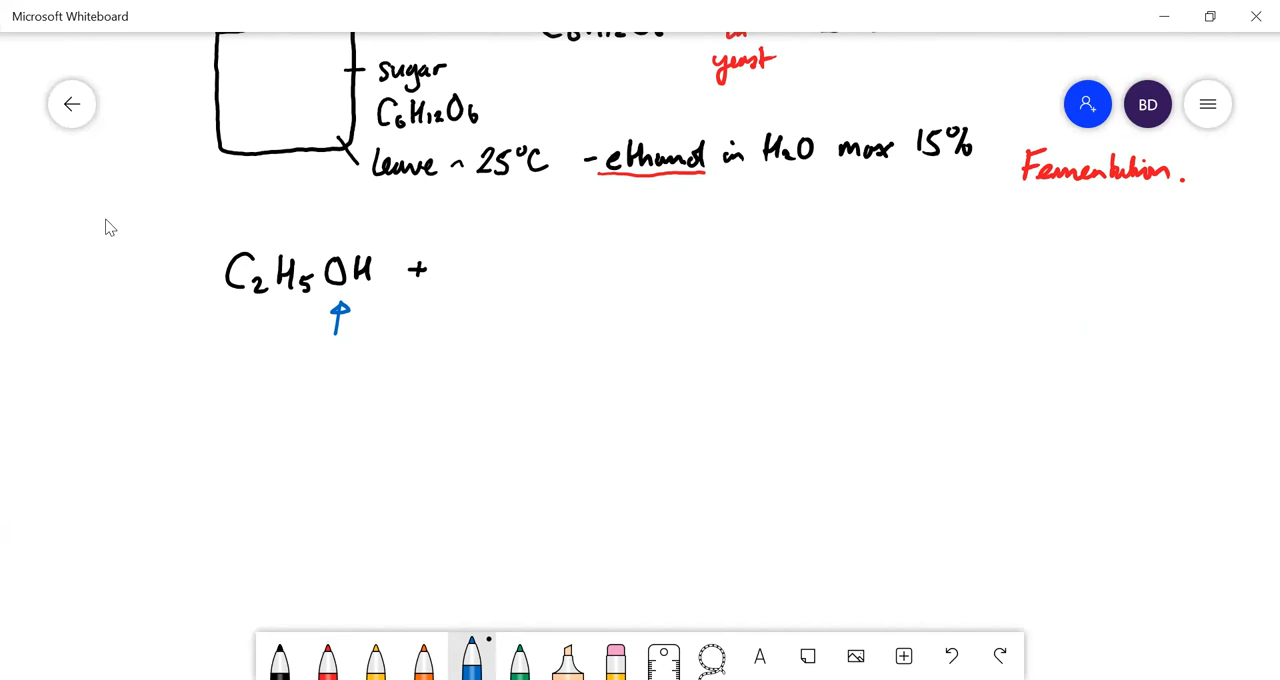 Microsoft Whiteboard
yeast
sugar
C6H12O6
BD
leave ~ 25°C - ethanol in H2O max 15%
Fermentation.
C2H5OH +
A